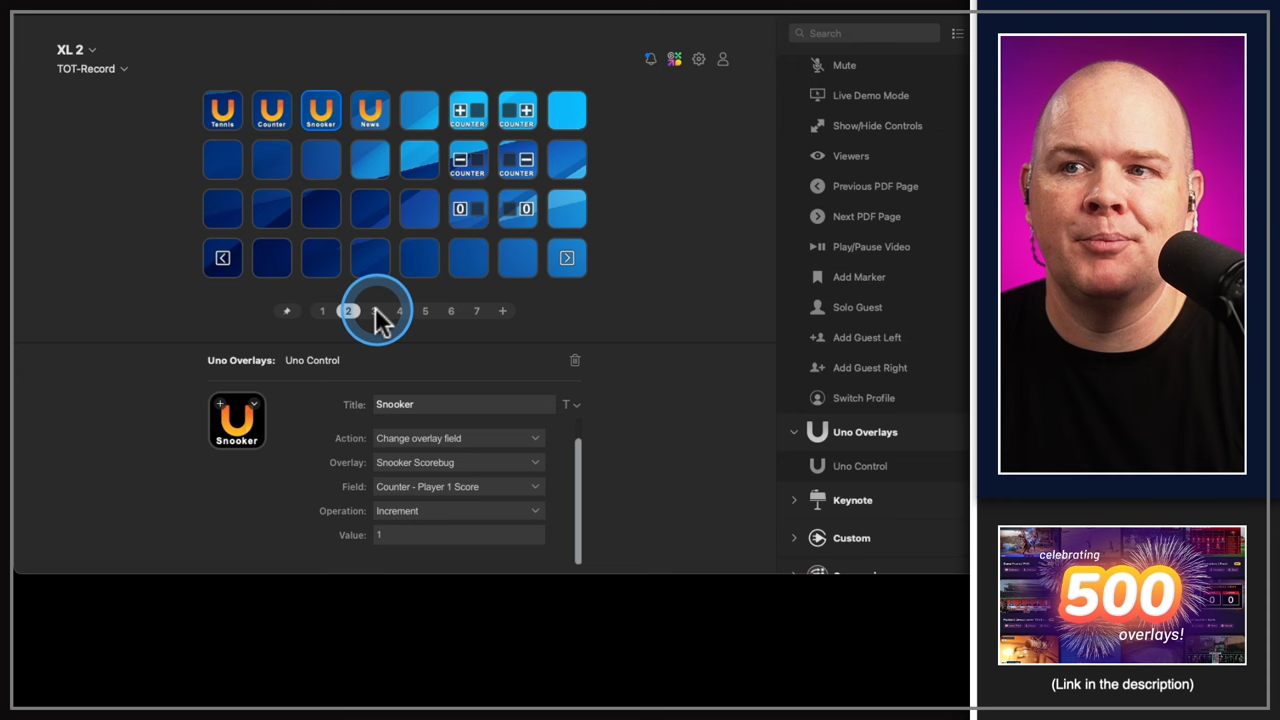 XL 2
TOT-Record
Search
Tennis
Counter
Snooker
News
COUNTER
COUNTER
COUNTER
COUNTER
0
0
1 2 3 4 5 6 7 +
Uno Overlays: Uno Control
Snooker
Title: Snooker
Action: Change overlay field
Overlay: Snooker Scorebug
Field: Counter - Player 1 Score
Operation: Increment
Value: 1
Mute
Live Demo Mode
Show/Hide Controls
Viewers
Previous PDF Page
Next PDF Page
Play/Pause Video
Add Marker
Solo Guest
Add Guest Left
Add Guest Right
Switch Profile
Uno Overlays
Uno Control
Keynote
Custom
celebrating
500
overlays!
(Link in the description)